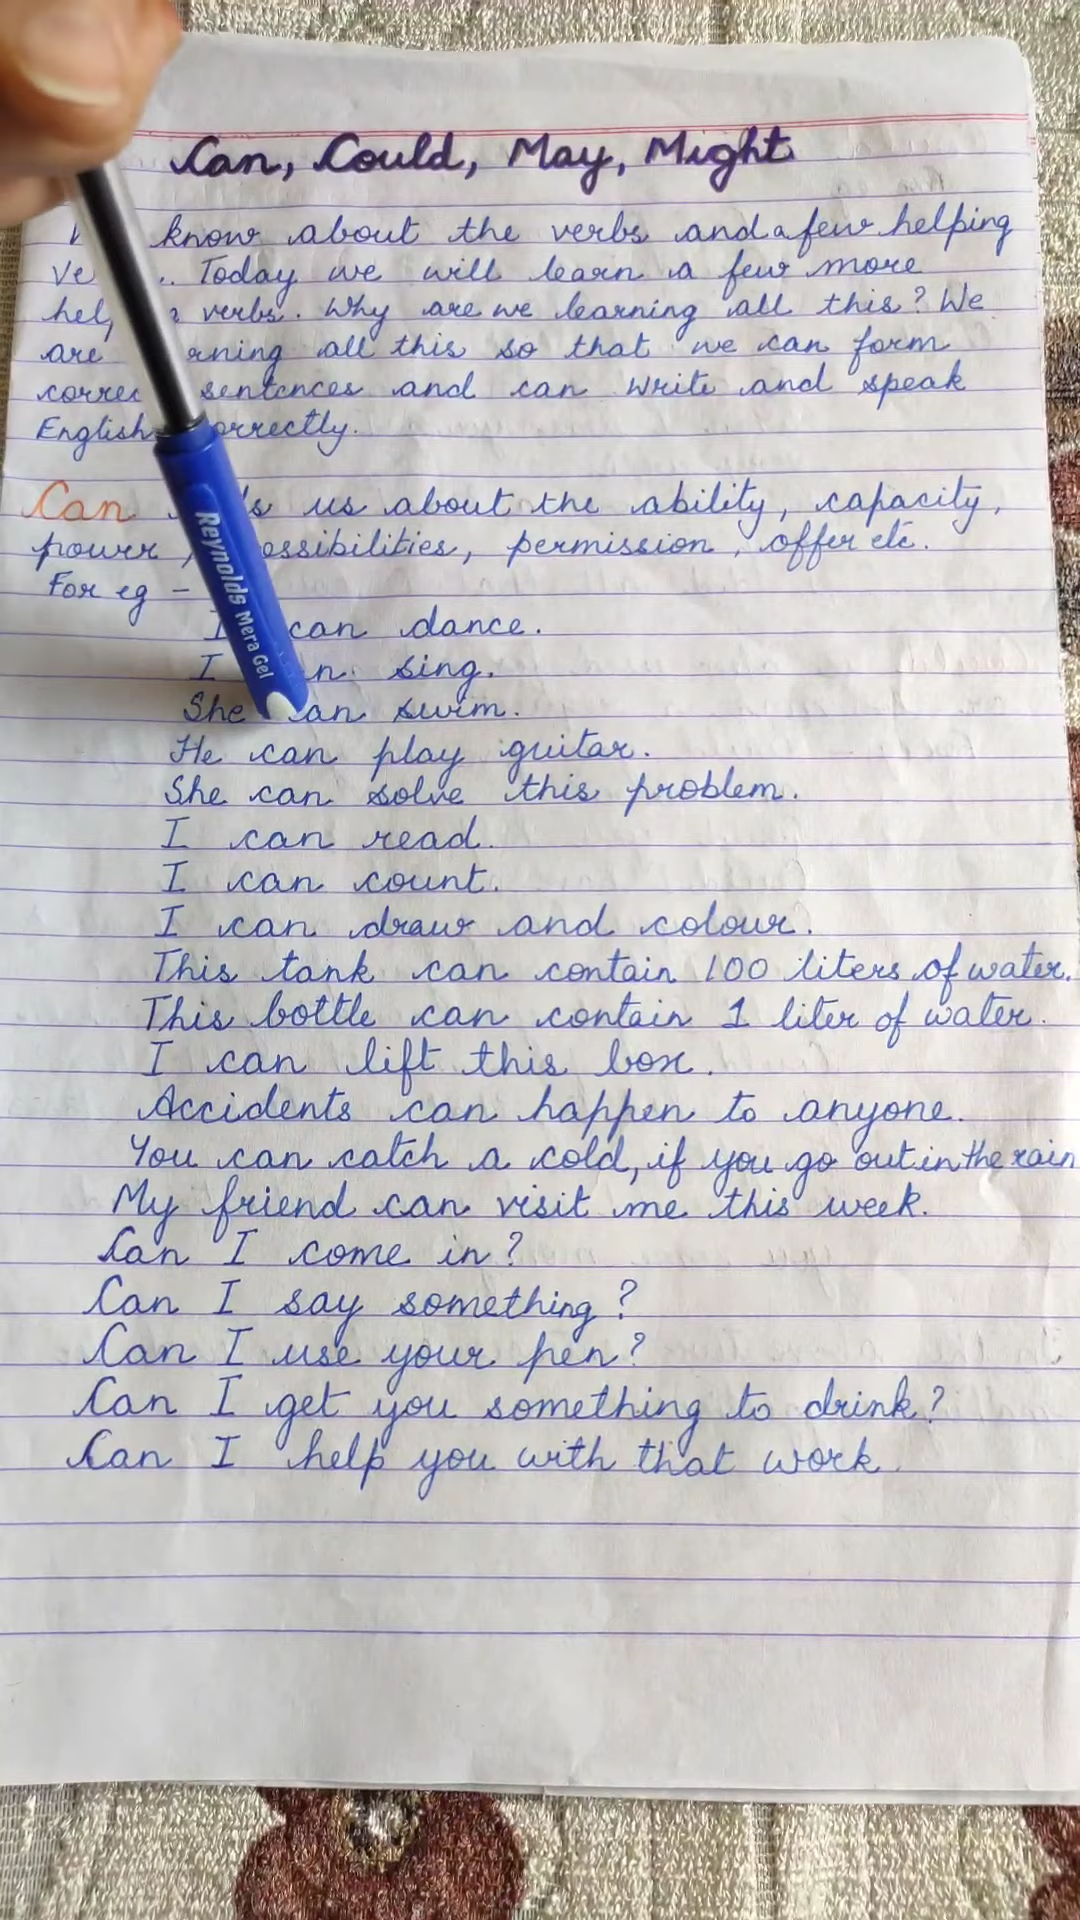 Can, Could, May, Might
know about the verbs and a few helping
Today we will learn a few more
verbs. Why are we learning all this? We
are all this so that we can form
sentences and can write and speak
English correctly.
Can us about the ability, capacity,
power, possibilities, permission, offer etc.
For eg -
I can dance.
I can sing.
She can swim.
He can play guitar.
She can solve this problem.
I can read.
I can count.
I can draw and colour.
This tank can contain 100 liters of water.
This bottle can contain 1 liter of water.
I can lift this box.
Accidents can happen to anyone.
You can catch a cold, if you go out in the rain
My friend can visit me this week.
Can I come in?
Can I say something?
Can I use your pen?
Can I get you something to drink?
Can I help you with that work.
Reynolds Mera Gel